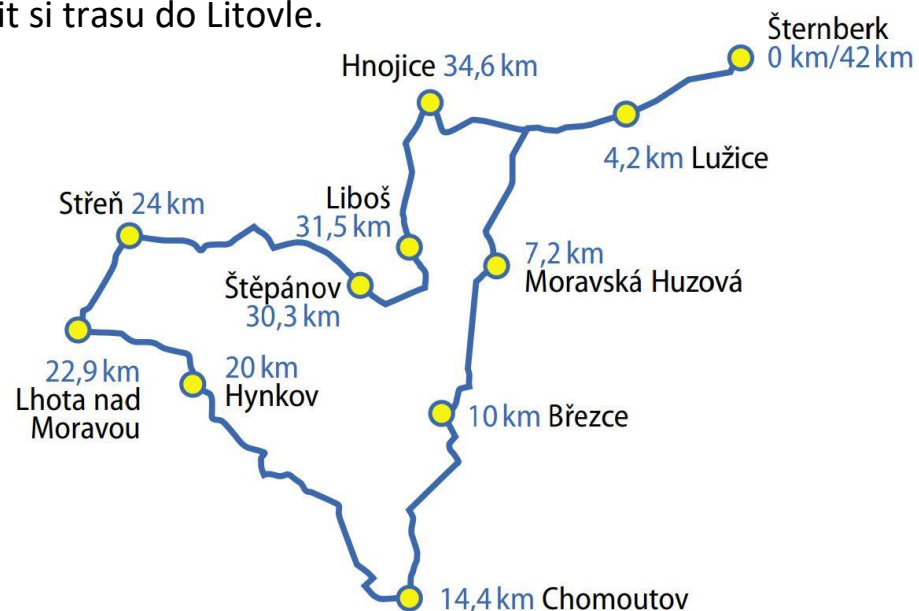 it si trasu do Litovle.
Šternberk
0 km/42 km
Hnojice 34,6 km
4,2 km Lužice
Liboš
31,5 km
Střeň 24 km
7,2 km
Moravská Huzová
Štěpánov
30,3 km
22,9 km
Lhota nad
Moravou
20 km
Hynkov
10 km Březce
14,4 km Chomoutov